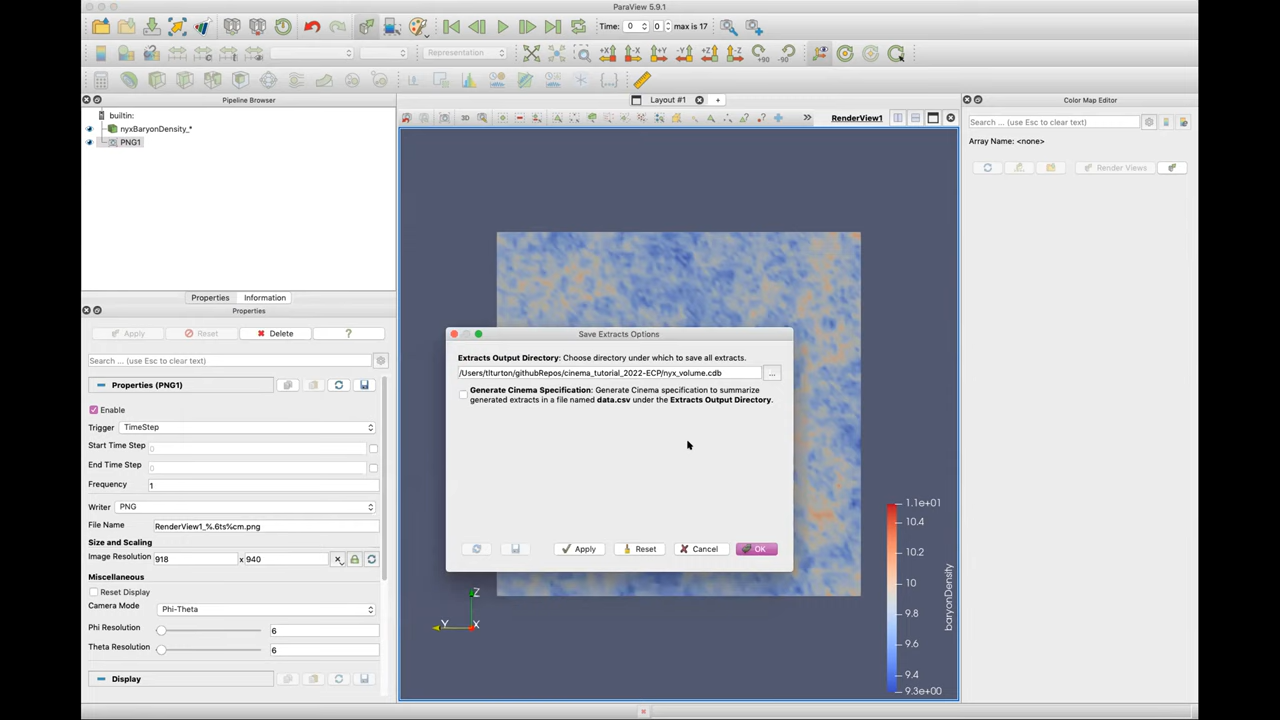 ParaView 5.9.1
Time: 0 0 max is 17
Representation
+X -X +Y -Y +Z -Z +90 -90
Pipeline Browser
builtin:
nyxBaryonDensity_*
PNG1
Layout #1 +
3D
RenderView1
Color Map Editor
Search ... (use Esc to clear text)
Array Name: <none>
Render Views
Properties Information
Properties
Apply Reset Delete ?
Search ... (use Esc to clear text)
Properties (PNG1)
Enable
Trigger TimeStep
Start Time Step 0
End Time Step 0
Frequency 1
Writer PNG
File Name RenderView1_%.6ts%cm.png
Size and Scaling
Image Resolution 918 x 940
Miscellaneous
Reset Display
Camera Mode Phi-Theta
Phi Resolution 6
Theta Resolution 6
Display
Save Extracts Options
Extracts Output Directory: Choose directory under which to save all extracts.
/Users/tlturton/githubRepos/cinema_tutorial_2022-ECP/nyx_volume.cdb ...
Generate Cinema Specification: Generate Cinema specification to summarize
generated extracts in a file named data.csv under the Extracts Output Directory.
Apply Reset Cancel OK
Z
Y X
1.1e+01
10.4
10.2
10
9.8
9.6
9.4
9.3e+00
baryonDensity